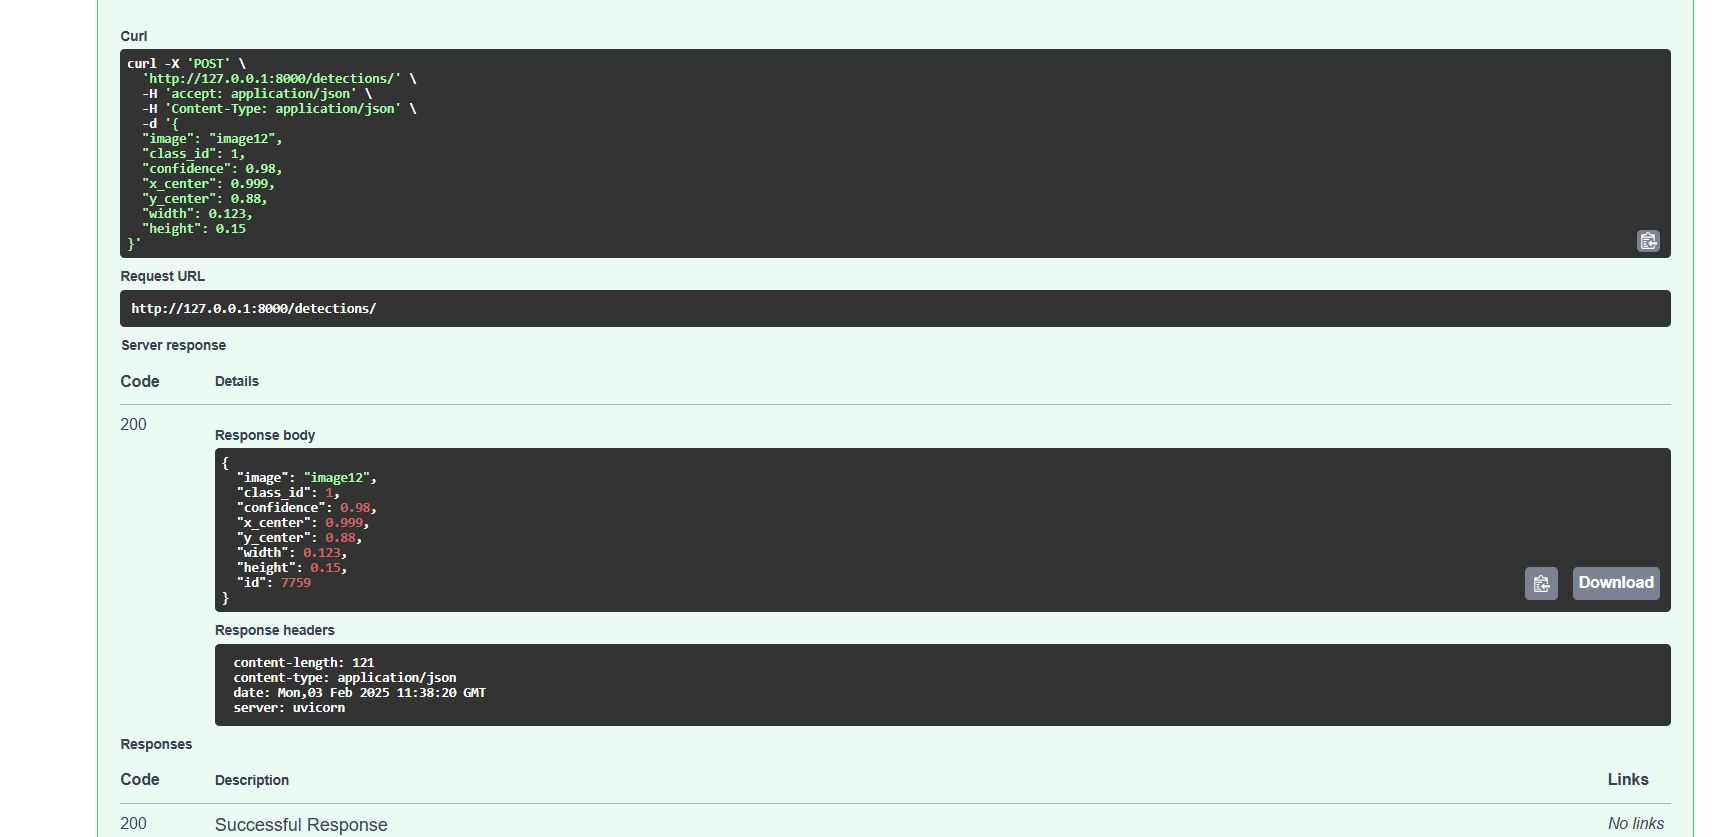 Curl
curl -X 'POST' \
  'http://127.0.0.1:8000/detections/' \
  -H 'accept: application/json' \
  -H 'Content-Type: application/json' \
  -d '{
  "image": "image12",
  "class_id": 1,
  "confidence": 0.98,
  "x_center": 0.999,
  "y_center": 0.88,
  "width": 0.123,
  "height": 0.15
}'
Request URL
http://127.0.0.1:8000/detections/
Server response
Code Details
200
Response body
{
  "image": "image12",
  "class_id": 1,
  "confidence": 0.98,
  "x_center": 0.999,
  "y_center": 0.88,
  "width": 0.123,
  "height": 0.15,
  "id": 7759
}
Download
Response headers
content-length: 121
content-type: application/json
date: Mon,03 Feb 2025 11:38:20 GMT
server: uvicorn
Responses
Code Description Links
200 Successful Response No links